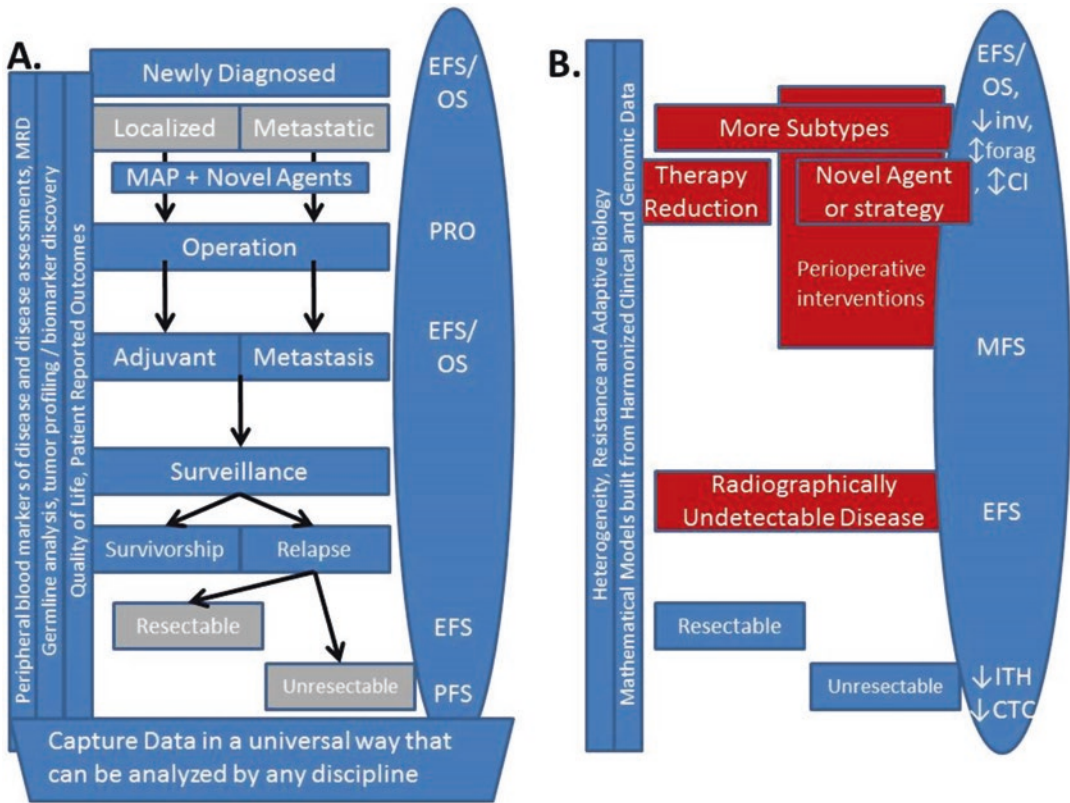 A.
Peripheral blood markers of disease and disease assessments, MRD
Germline analysis, tumor profiling / biomarker discovery
Quality of Life, Patient Reported Outcomes
Newly Diagnosed
Localized
Metastatic
MAP + Novel Agents
Operation
Adjuvant
Metastasis
Surveillance
Survivorship
Relapse
Resectable
Unresectable
EFS/
OS
PRO
EFS/
OS
EFS
PFS
Capture Data in a universal way that
can be analyzed by any discipline
B.
Heterogeneity, Resistance and Adaptive Biology
Mathematical Models built from Harmonized Clinical and Genomic Data
More Subtypes
Therapy
Reduction
Novel Agent
or strategy
Perioperative
interventions
Radiographically
Undetectable Disease
Resectable
Unresectable
EFS/
OS,
↓inv,
↕forag
, ↕CI
MFS
EFS
↓ITH
↓CTC